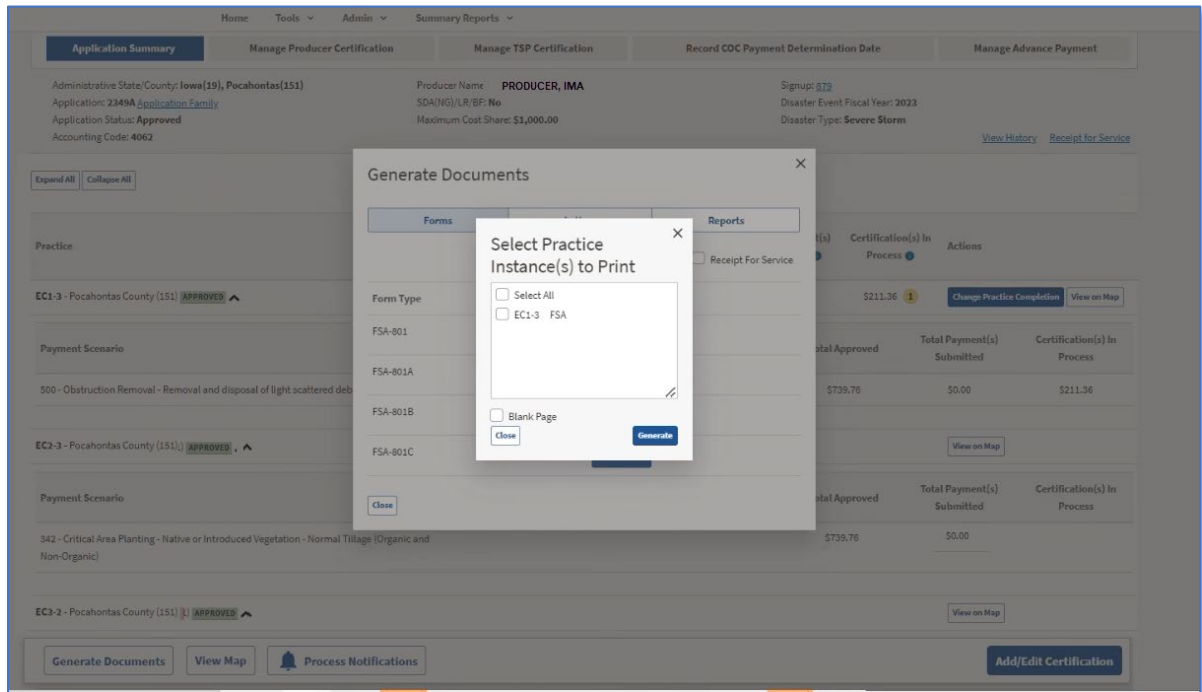 Home Tools Admin Summary Reports
Application Summary Manage Producer Certification Manage TSP Certification Record COC Payment Determination Date Manage Advance Payment
Administrative State/County: Iowa(19), Pocahontas(151) Producer Name PRODUCER, IMA Signup: 879
Application: 2349A Application Family SDA(NG)/LR/BF: No Disaster Event Fiscal Year: 2023
Application Status: Approved Maximum Cost Share: $1,000.00 Disaster Type: Severe Storm
Accounting Code: 4062 View History Receipt for Service
Expand All Collapse All
Generate Documents
Forms Reports
Receipt For Service
Select Practice
Instance(s) to Print
Select All
EC1-3 FSA
Blank Page
Close Generate
Form Type
FSA-801
FSA-801A
FSA-801B
FSA-801C
Close
Practice Certification(s) In Process Actions
EC1-3 - Pocahontas County (151) APPROVED $211.36 1 Change Practice Completion View on Map
Payment Scenario Approved Total Payment(s) Submitted Certification(s) In Process
500 - Obstruction Removal - Removal and disposal of light scattered $739.76 $0.00 $211.36
EC2-3 - Pocahontas County (151) APPROVED , View on Map
Payment Scenario Approved Total Payment(s) Submitted Certification(s) In Process
342 - Critical Area Planting - Native or Introduced Vegetation - Normal Tillage (Organic and $739.76 $0.00
Non-Organic)
EC3-2 - Pocahontas County (151) APPROVED View on Map
Generate Documents View Map Process Notifications Add/Edit Certification